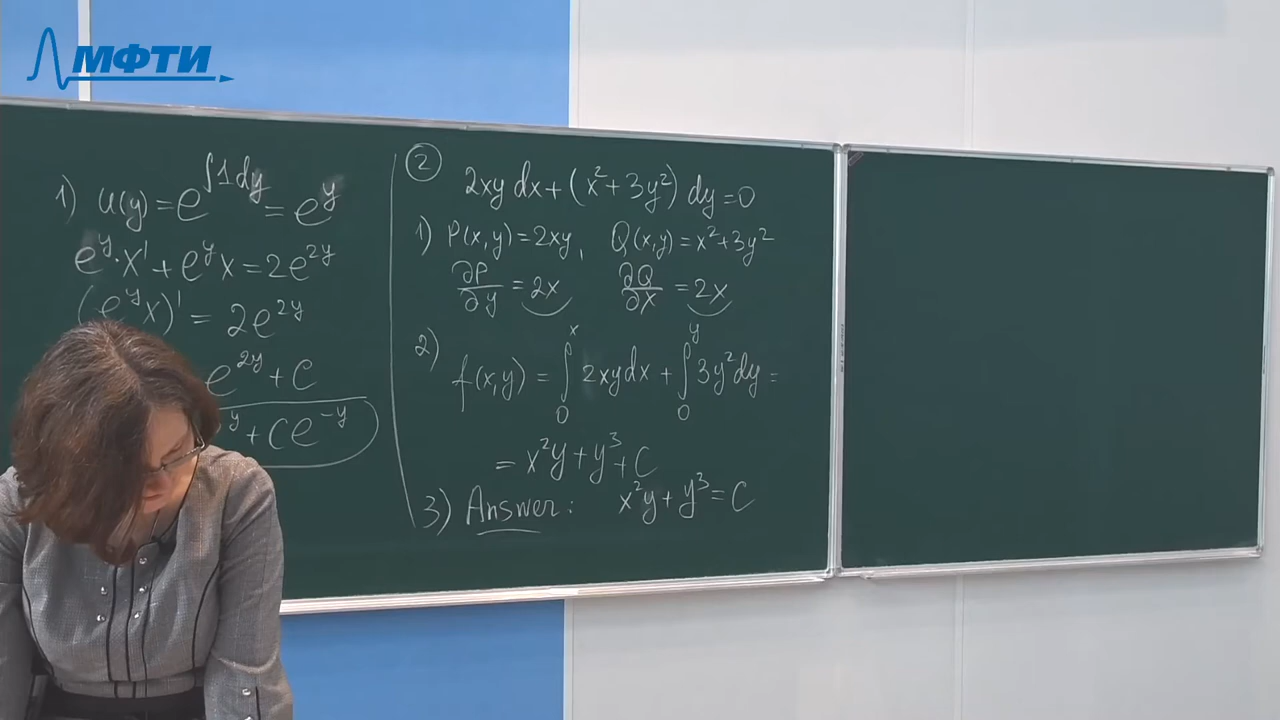 МФТИ
1) u(y) = e^{∫1dy} = e^y
e^y · x' + e^y x = 2e^{2y}
(e^y x)' = 2e^{2y}
e^{2y} + C
y + Ce^{-y}
②
2xy dx + (x² + 3y²) dy = 0
1) P(x,y) = 2xy, Q(x,y) = x² + 3y²
∂P/∂y = 2x ∂Q/∂x = 2x
2) f(x,y) = ∫₀ˣ 2xy dx + ∫₀ʸ 3y² dy =
= x²y + y³ + C
3) Answer: x²y + y³ = C